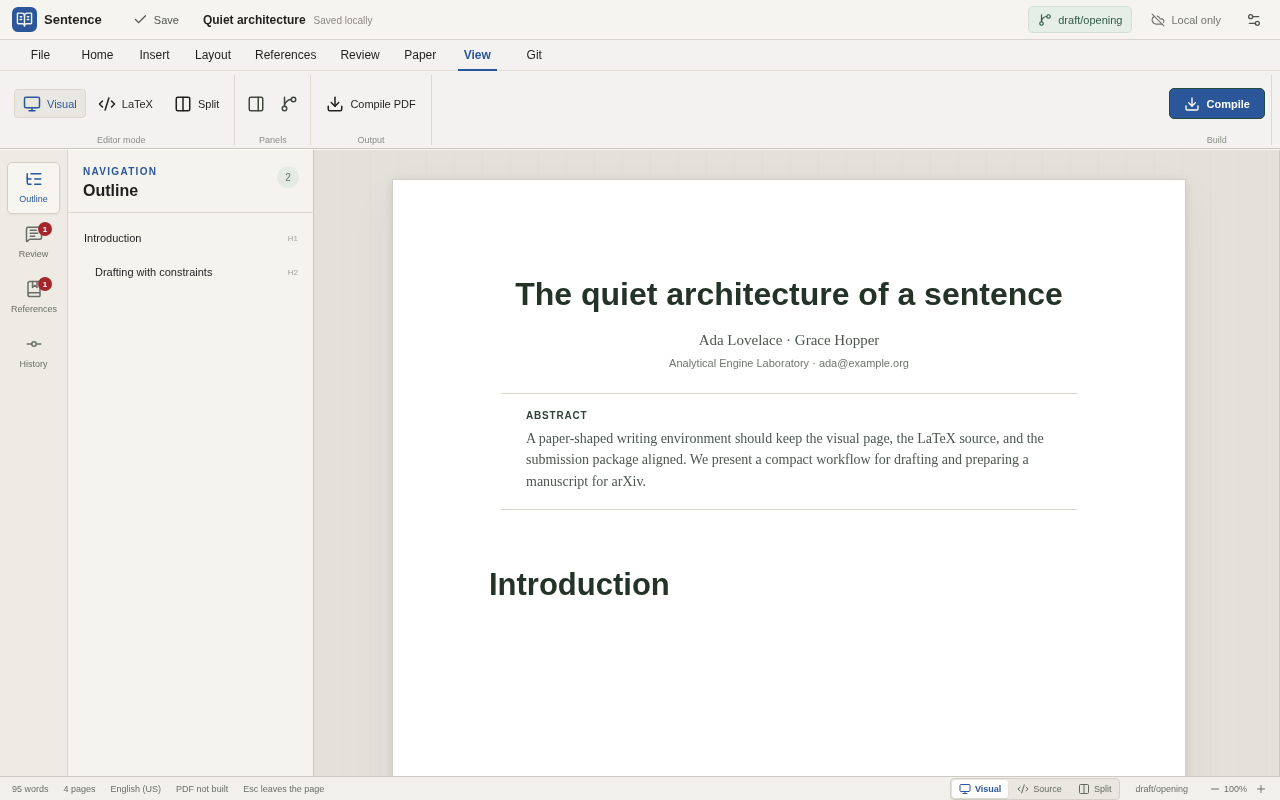 Sentence
Save
Quiet architecture
Saved locally
draft/opening
Local only
File
Home
Insert
Layout
References
Review
Paper
View
Git
Visual
LaTeX
Split
Compile PDF
Compile
Editor mode
Panels
Output
Build
Outline
Review
1
References
1
History
NAVIGATION
Outline
2
Introduction H1
Drafting with constraints H2
The quiet architecture of a sentence
Ada Lovelace · Grace Hopper
Analytical Engine Laboratory · ada@example.org
ABSTRACT
A paper-shaped writing environment should keep the visual page, the LaTeX source, and the
submission package aligned. We present a compact workflow for drafting and preparing a
manuscript for arXiv.
Introduction
95 words
4 pages
English (US)
PDF not built
Esc leaves the page
Visual
Source
Split
draft/opening
100%